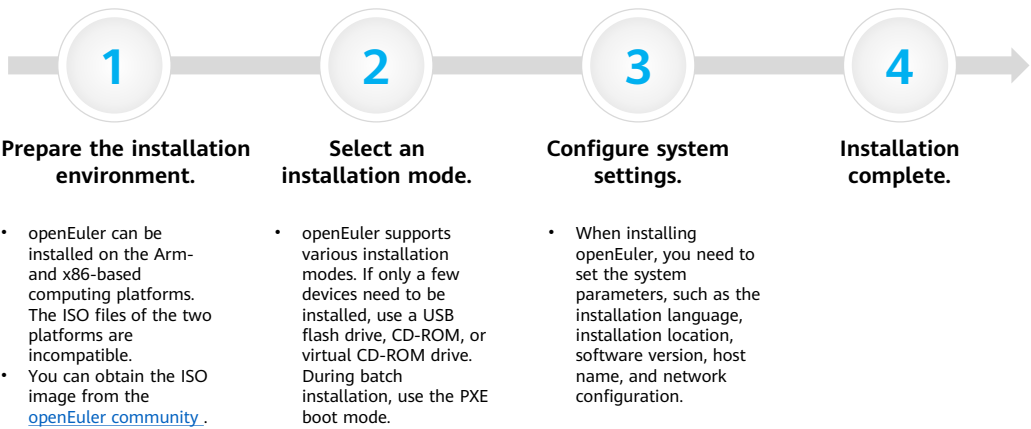 1
2
3
4
Prepare the installation
environment.
Select an
installation mode.
Configure system
settings.
Installation
complete.
• openEuler can be
installed on the Arm-
and x86-based
computing platforms.
The ISO files of the two
platforms are
incompatible.
• You can obtain the ISO
image from the
openEuler community .
• openEuler supports
various installation
modes. If only a few
devices need to be
installed, use a USB
flash drive, CD-ROM, or
virtual CD-ROM drive.
During batch
installation, use the PXE
boot mode.
• When installing
openEuler, you need to
set the system
parameters, such as the
installation language,
installation location,
software version, host
name, and network
configuration.